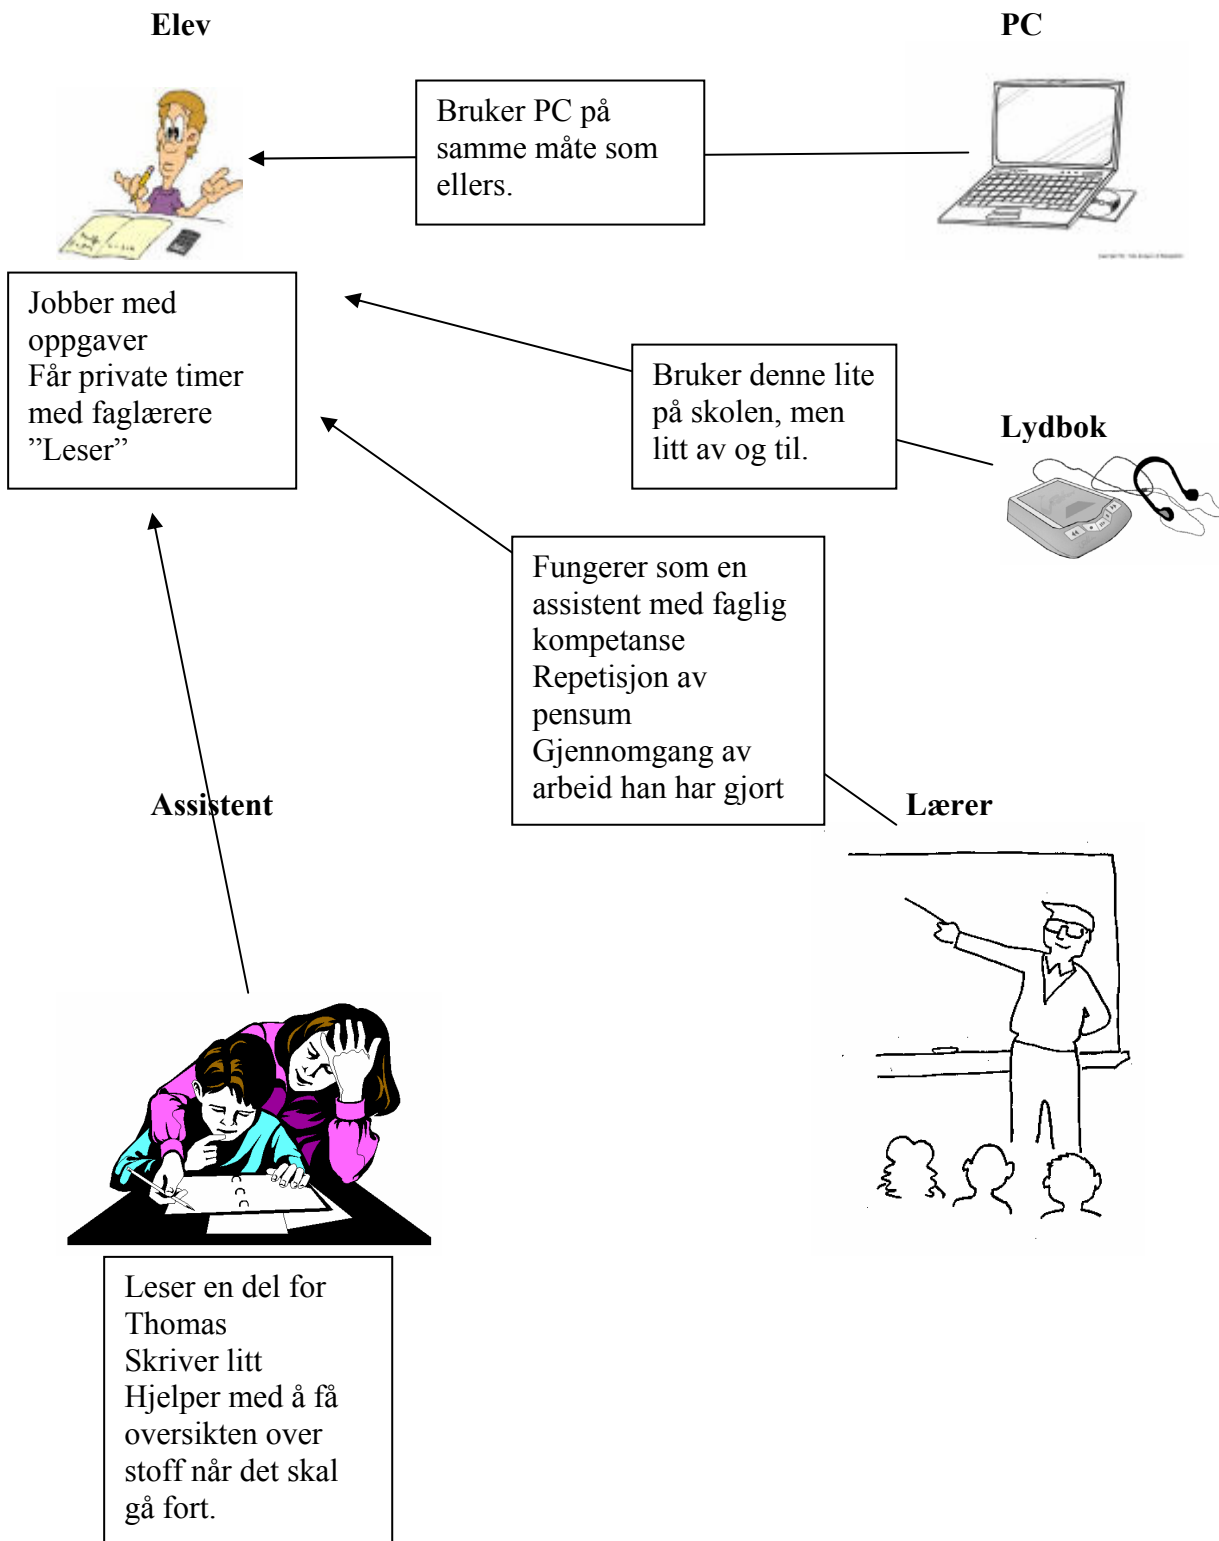 Elev
PC
Bruker PC på
samme måte som
ellers.
Jobber med
oppgaver
Får private timer
med faglærere
”Leser”
Bruker denne lite
på skolen, men
litt av og til.
Lydbok
Fungerer som en
assistent med faglig
kompetanse
Repetisjon av
pensum
Gjennomgang av
arbeid han har gjort
Assistent
Lærer
Leser en del for
Thomas
Skriver litt
Hjelper med å få
oversikten over
stoff når det skal
gå fort.